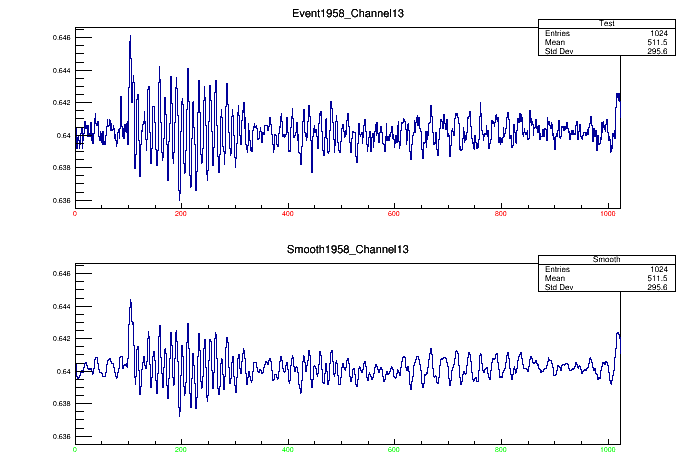 Event1958_Channel13
Test
Entries 1024
Mean 511.5
Std Dev 295.6
0.646
0.644
0.642
0.64
0.638
0.636
0 200 400 600 800 1000
Smooth1958_Channel13
Smooth
Entries 1024
Mean 511.5
Std Dev 295.6
0.646
0.644
0.642
0.64
0.638
0.636
0 200 400 600 800 1000